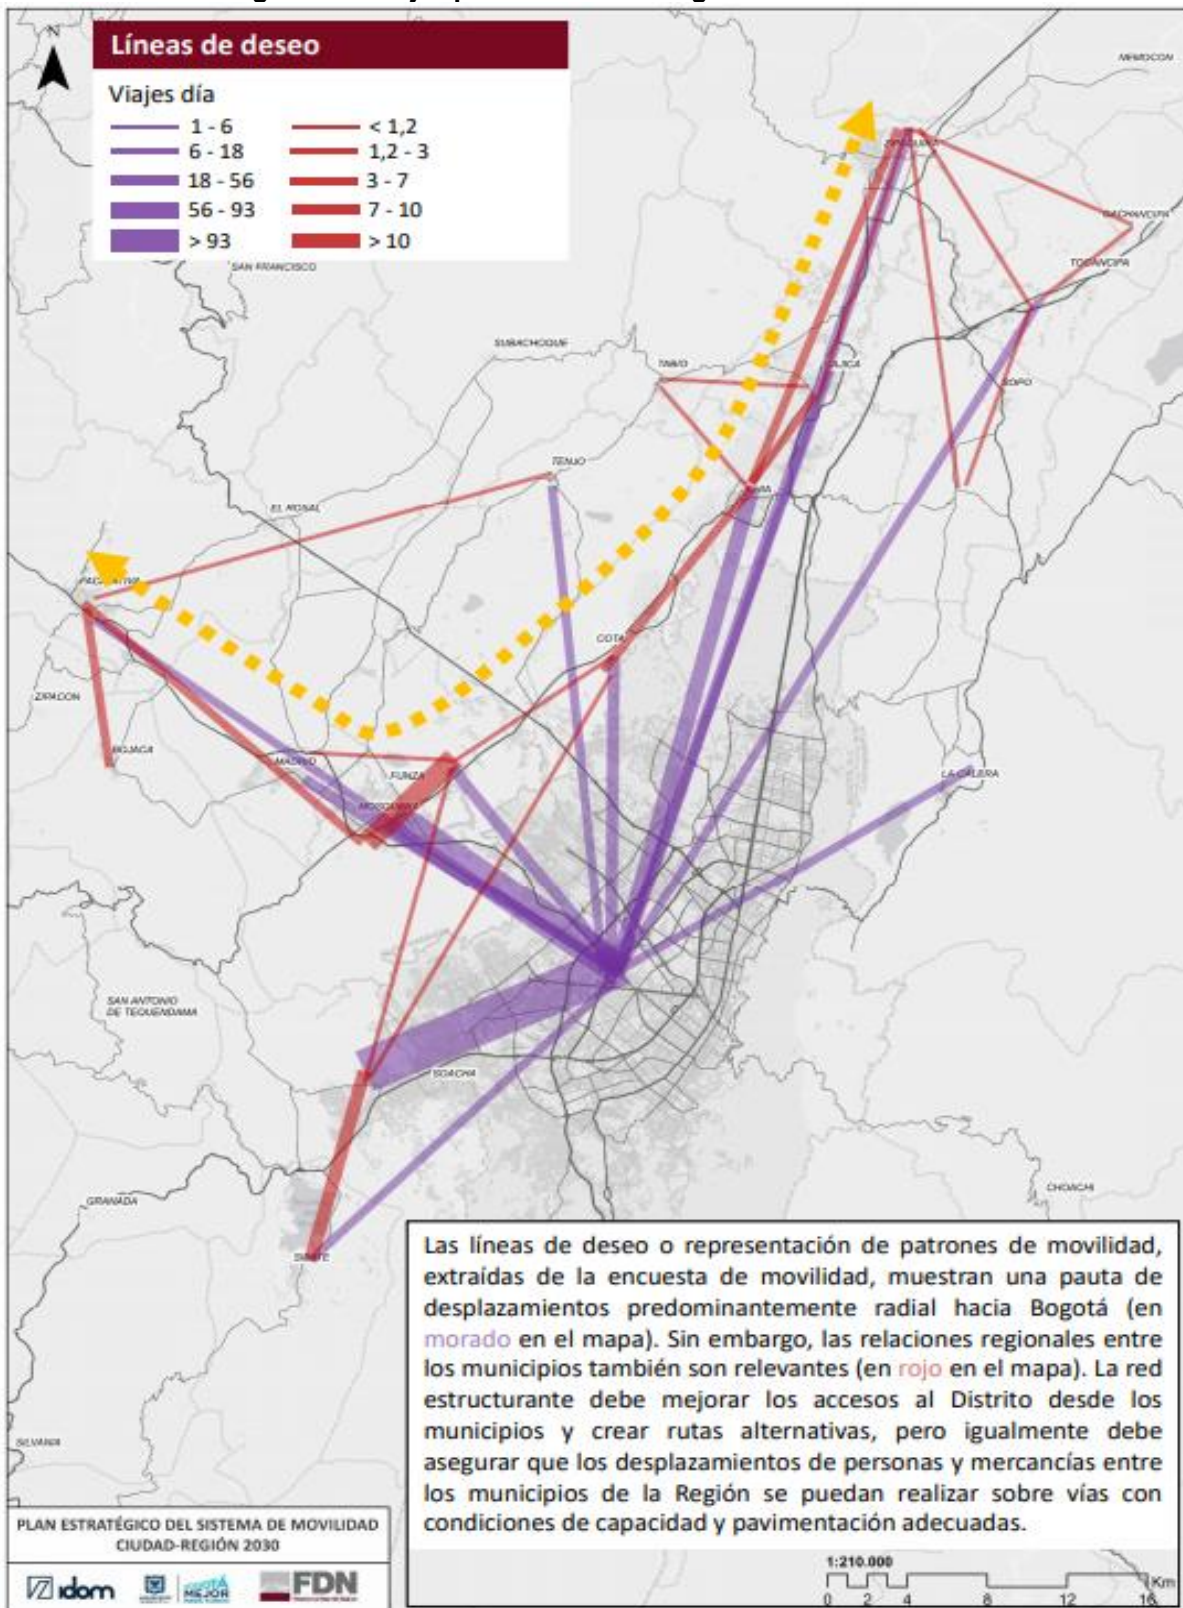 N
Líneas de deseo
Viajes día
1 - 6
< 1,2
6 - 18
1,2 - 3
18 - 56
3 - 7
56 - 93
7 - 10
> 93
> 10
NEMOCON
GACHANCIPA
TOCANCIPA
SAN FRANCISCO
SUBACHOQUE
TABIO
CAJICA
SOPO
TENJO
EL ROSAL
COTA
ZIPACON
BOJACA
MADRID
FUNZA
MOSQUERA
LA CALERA
SAN ANTONIO
DE TEQUENDAMA
SOACHA
GRANADA
CHOACHI
SIBATE
SILVANIA
Las líneas de deseo o representación de patrones de movilidad,
extraídas de la encuesta de movilidad, muestran una pauta de
desplazamientos predominantemente radial hacia Bogotá (en
morado en el mapa). Sin embargo, las relaciones regionales entre
los municipios también son relevantes (en rojo en el mapa). La red
estructurante debe mejorar los accesos al Distrito desde los
municipios y crear rutas alternativas, pero igualmente debe
asegurar que los desplazamientos de personas y mercancías entre
los municipios de la Región se puedan realizar sobre vías con
condiciones de capacidad y pavimentación adecuadas.
PLAN ESTRATÉGICO DEL SISTEMA DE MOVILIDAD
CIUDAD-REGIÓN 2030
idom
MEJOR
FDN
1:210.000
Km
0 2 4 8 12 16